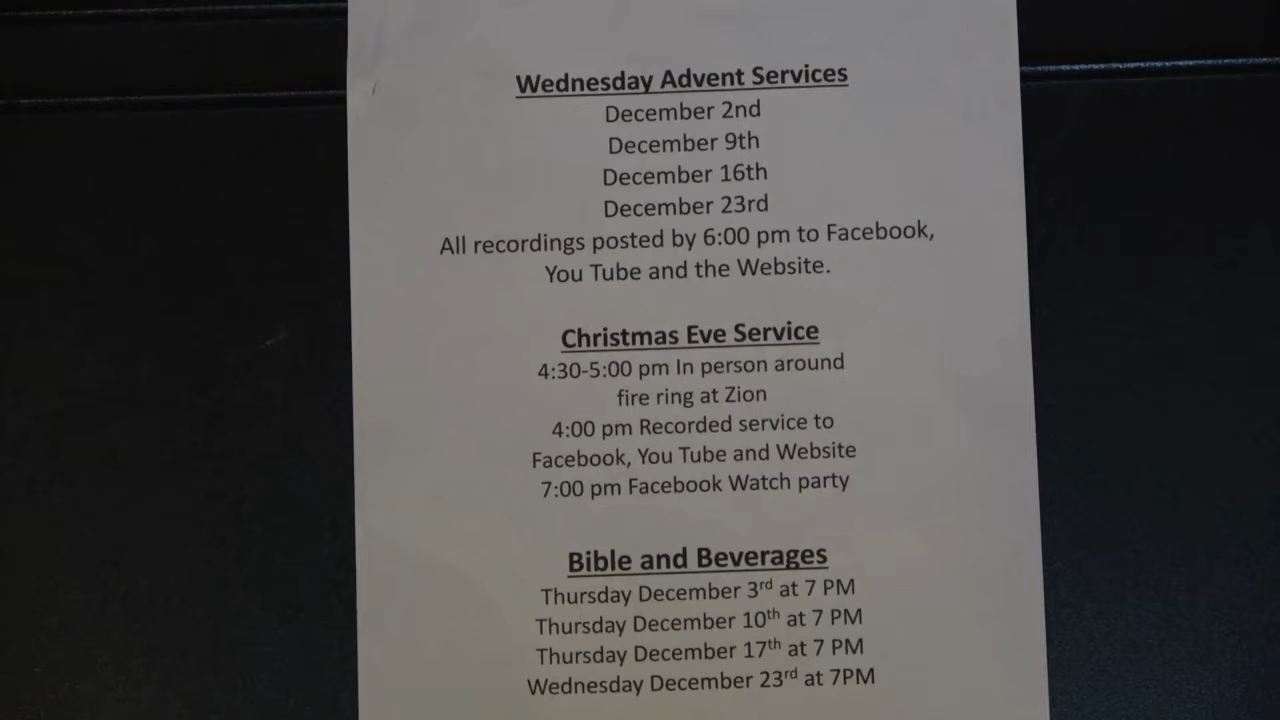 Wednesday Advent Services
December 2nd
December 9th
December 16th
December 23rd
All recordings posted by 6:00 pm to Facebook,
You Tube and the Website.
Christmas Eve Service
4:30-5:00 pm In person around
fire ring at Zion
4:00 pm Recorded service to
Facebook, You Tube and Website
7:00 pm Facebook Watch party
Bible and Beverages
Thursday December 3rd at 7 PM
Thursday December 10th at 7 PM
Thursday December 17th at 7 PM
Wednesday December 23rd at 7PM